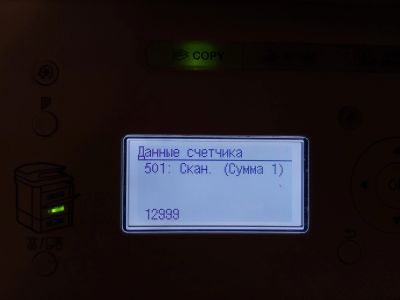 COPY
Данные счетчика
501: Скан. (Сумма 1)
12999